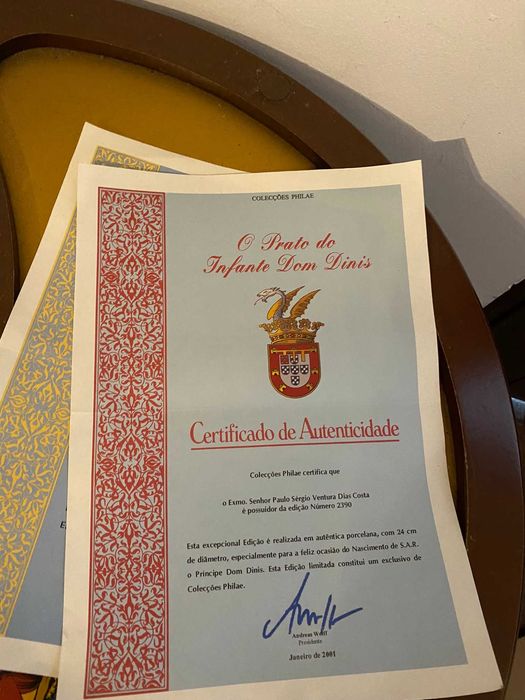 COLECÇÕES PHILAE
O Prato do
Infante Dom Dinis
Certificado de Autenticidade
Colecções Philae certifica que
o Exmo. Senhor Paulo Sérgio Ventura Dias Costa
é possuidor da edição Número 2390
Esta excepcional Edição é realizada em autêntica porcelana, com 24 cm
de diâmetro, especialmente para a feliz ocasião do Nascimento de S.A.R.
o Príncipe Dom Dinis. Esta Edição limitada constitui um exclusivo de
Colecções Philae.
Andreas Wolff
Presidente
Janeiro de 2001